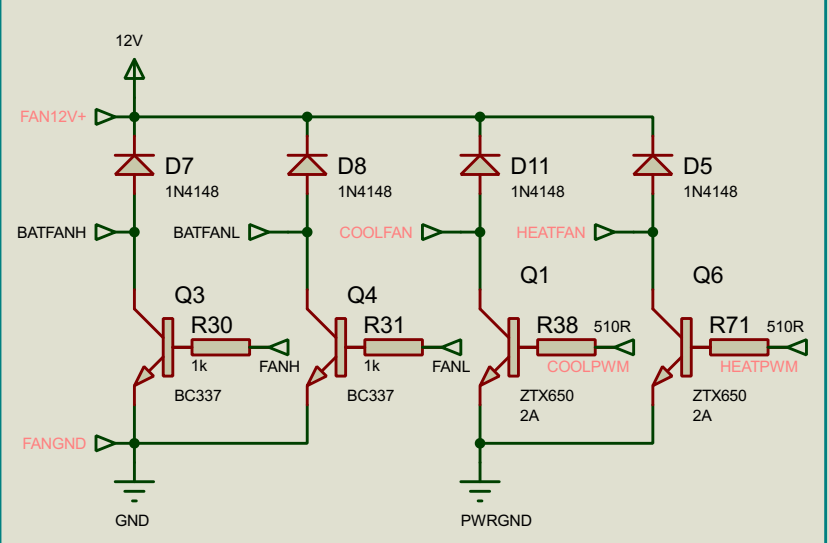 12V
FAN12V+
D7
1N4148
D8
1N4148
D11
1N4148
D5
1N4148
BATFANH
BATFANL
COOLFAN
HEATFAN
Q3
Q4
Q1
Q6
R30
1k
FANH
BC337
R31
1k
FANL
BC337
R38
510R
COOLPWM
ZTX650
2A
R71
510R
HEATPWM
ZTX650
2A
FANGND
GND
PWRGND